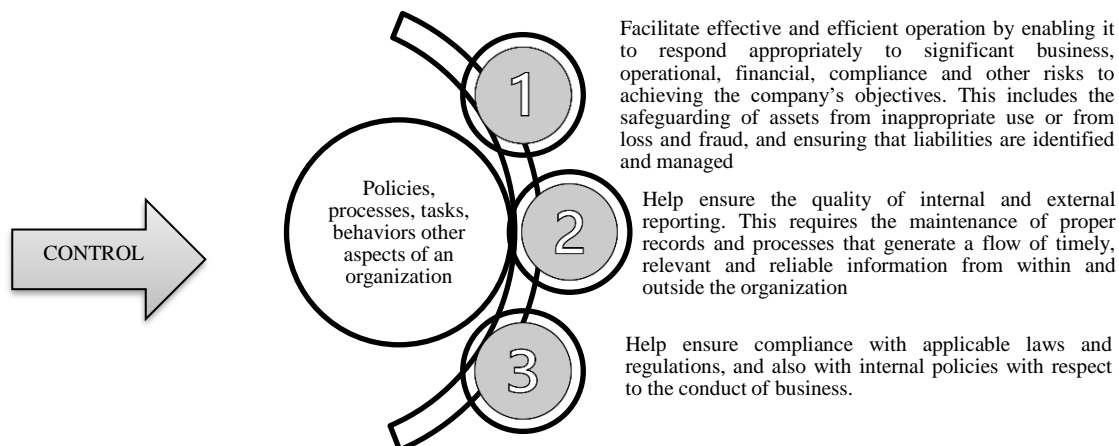 CONTROL
Policies,
processes, tasks,
behaviors other
aspects of an
organization
1
Facilitate effective and efficient operation by enabling it
to respond appropriately to significant business,
operational, financial, compliance and other risks to
achieving the company’s objectives. This includes the
safeguarding of assets from inappropriate use or from
loss and fraud, and ensuring that liabilities are identified
and managed
2
Help ensure the quality of internal and external
reporting. This requires the maintenance of proper
records and processes that generate a flow of timely,
relevant and reliable information from within and
outside the organization
3
Help ensure compliance with applicable laws and
regulations, and also with internal policies with respect
to the conduct of business.